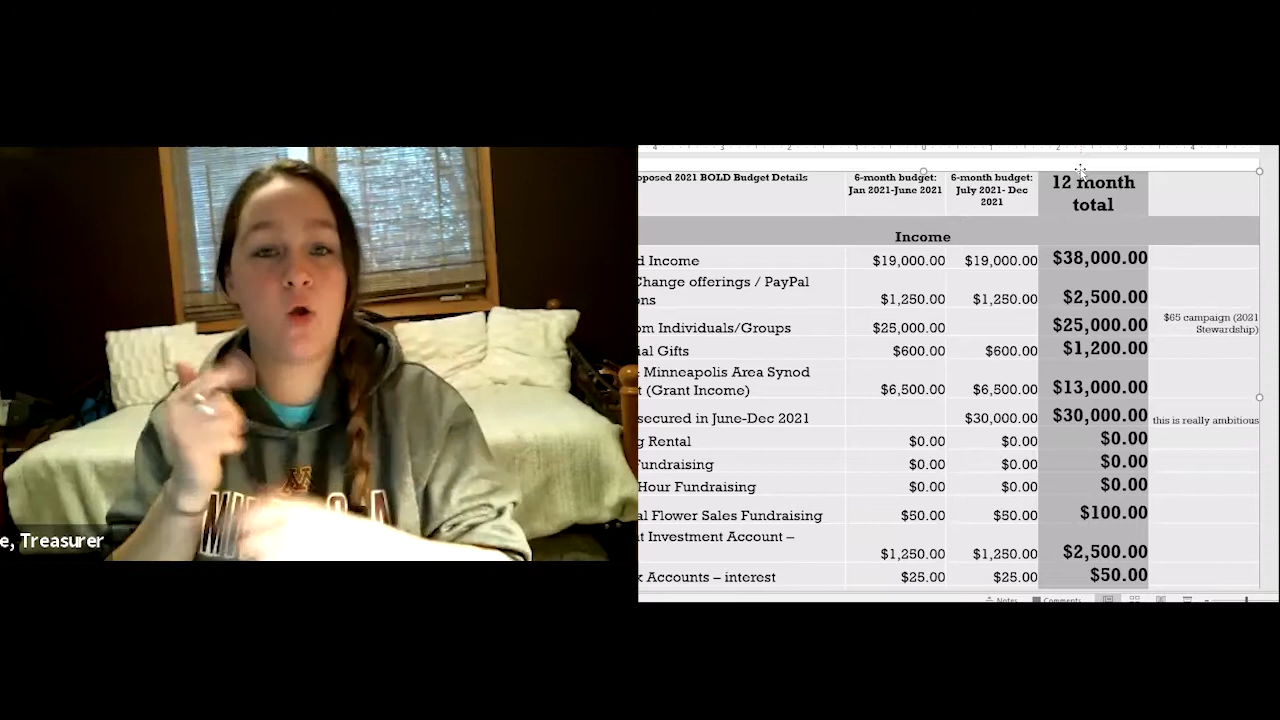 e, Treasurer
M
oposed 2021 BOLD Budget Details
6-month budget:
Jan 2021-June 2021
6-month budget:
July 2021- Dec
2021
12 month
total
Income
d Income $19,000.00 $19,000.00 $38,000.00
Change offerings / PayPal
ons $1,250.00 $1,250.00 $2,500.00
om Individuals/Groups $25,000.00 $25,000.00
$65 campaign (2021
Stewardship)
ial Gifts $600.00 $600.00 $1,200.00
Minneapolis Area Synod
t (Grant Income) $6,500.00 $6,500.00 $13,000.00
secured in June-Dec 2021 $30,000.00 $30,000.00 this is really ambitious
g Rental $0.00 $0.00 $0.00
Fundraising $0.00 $0.00 $0.00
Hour Fundraising $0.00 $0.00 $0.00
al Flower Sales Fundraising $50.00 $50.00 $100.00
t Investment Account –
$1,250.00 $1,250.00 $2,500.00
k Accounts – interest $25.00 $25.00 $50.00
Notes Comments